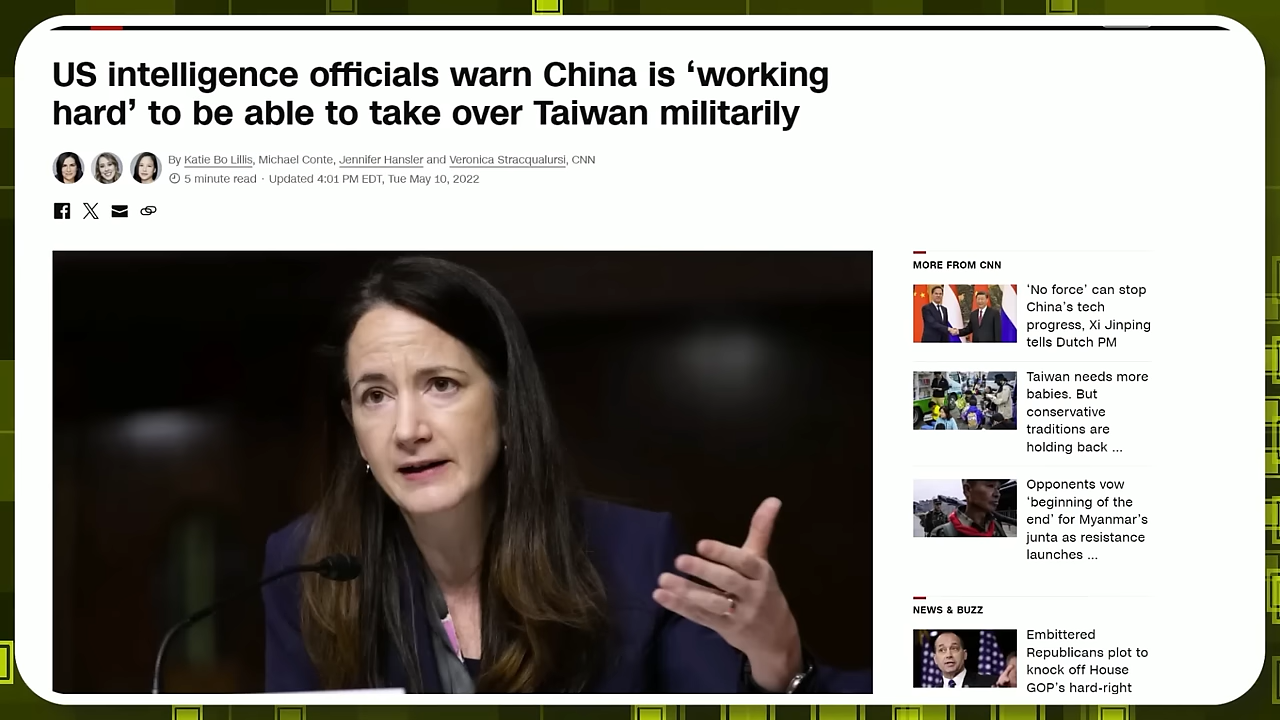 US intelligence officials warn China is ‘working
hard’ to be able to take over Taiwan militarily
By Katie Bo Lillis, Michael Conte, Jennifer Hansler and Veronica Stracqualursi, CNN
5 minute read · Updated 4:01 PM EDT, Tue May 10, 2022
MORE FROM CNN
‘No force’ can stop
China’s tech
progress, Xi Jinping
tells Dutch PM
Taiwan needs more
babies. But
conservative
traditions are
holding back ...
Opponents vow
‘beginning of the
end’ for Myanmar’s
junta as resistance
launches ...
NEWS & BUZZ
Embittered
Republicans plot to
knock off House
GOP’s hard-right